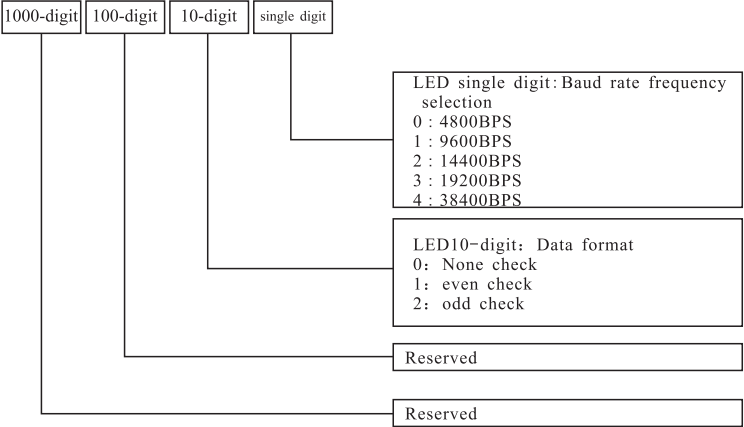 1000-digit 100-digit 10-digit single digit
LED single digit:Baud rate frequency
selection
0 : 4800BPS
1 : 9600BPS
2 : 14400BPS
3 : 19200BPS
4 : 38400BPS
LED10-digit: Data format
0: None check
1: even check
2: odd check
Reserved
Reserved